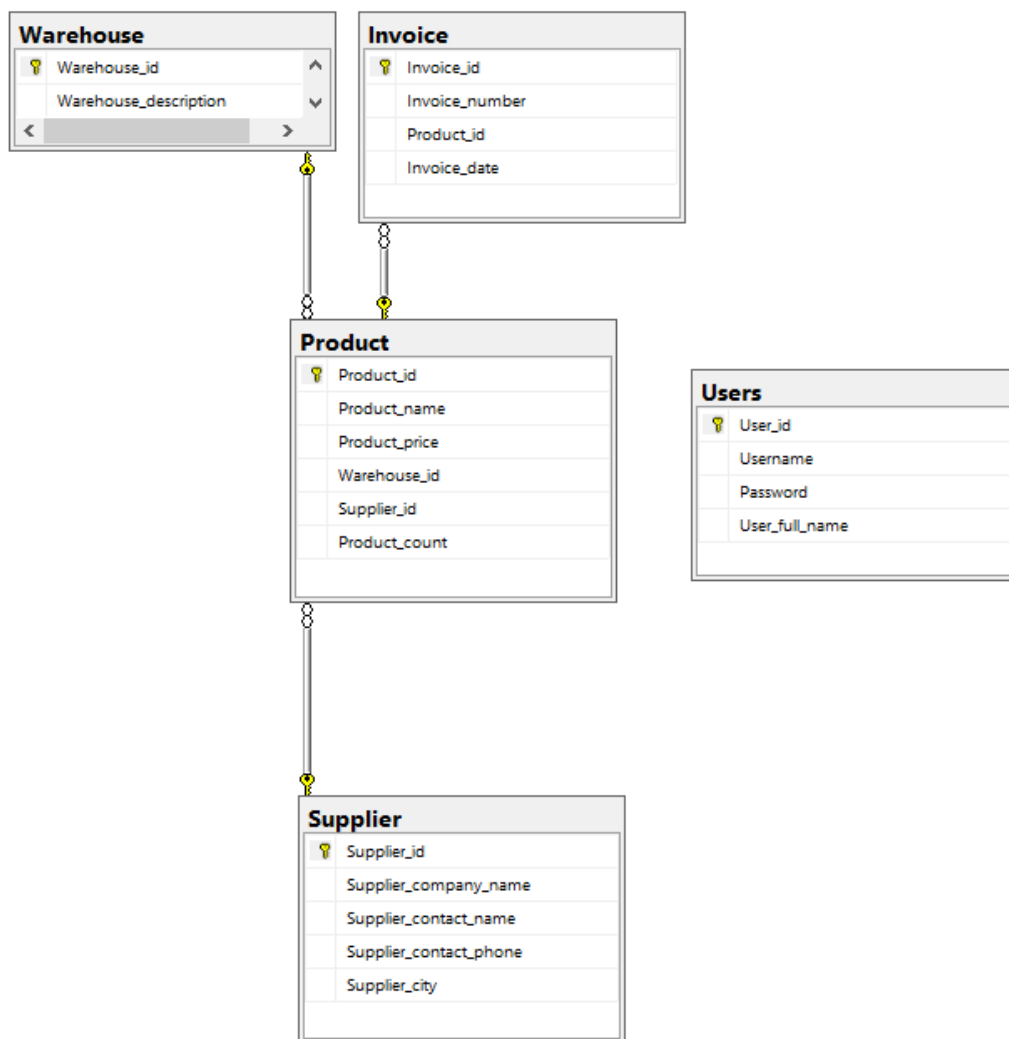 Warehouse
Warehouse_id
Warehouse_description
Invoice
Invoice_id
Invoice_number
Product_id
Invoice_date
Product
Product_id
Product_name
Product_price
Warehouse_id
Supplier_id
Product_count
Users
User_id
Username
Password
User_full_name
Supplier
Supplier_id
Supplier_company_name
Supplier_contact_name
Supplier_contact_phone
Supplier_city